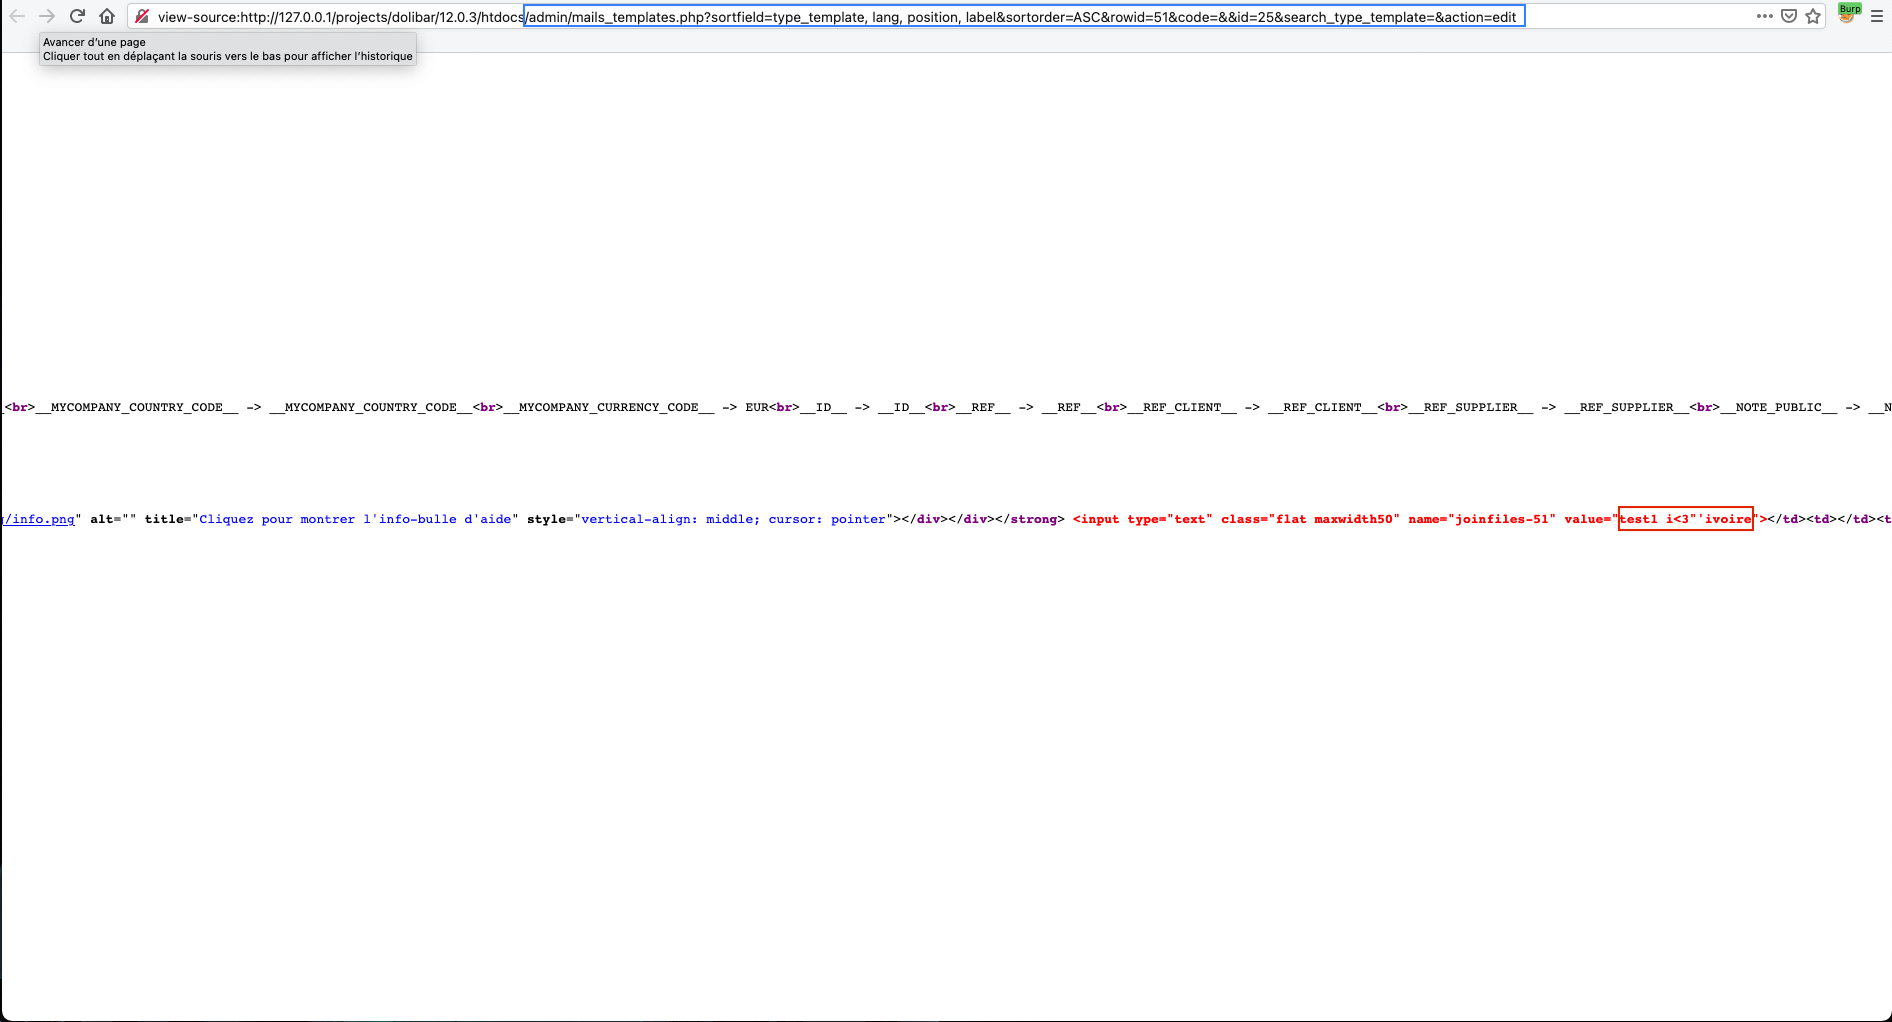 view-source:http://127.0.0.1/projects/dolibar/12.0.3/htdocs/admin/mails_templates.php?sortfield=type_template, lang, position, label&sortorder=ASC&rowid=51&code=&&id=25&search_type_template=&action=edit
Burp
Avancer d’une page
Cliquer tout en déplaçant la souris vers le bas pour afficher l’historique
<br>__MYCOMPANY_COUNTRY_CODE__ -> __MYCOMPANY_COUNTRY_CODE__<br>__MYCOMPANY_CURRENCY_CODE__ -> EUR<br>__ID__ -> __ID__<br>__REF__ -> __REF__<br>__REF_CLIENT__ -> __REF_CLIENT__<br>__REF_SUPPLIER__ -> __REF_SUPPLIER__<br>__NOTE_PUBLIC__ -> __N
/info.png" alt="" title="Cliquez pour montrer l'info-bulle d'aide" style="vertical-align: middle; cursor: pointer"></div></div></strong> <input type="text" class="flat maxwidth50" name="joinfiles-51" value="test1 i<3"'ivoire"></td><td></td><t